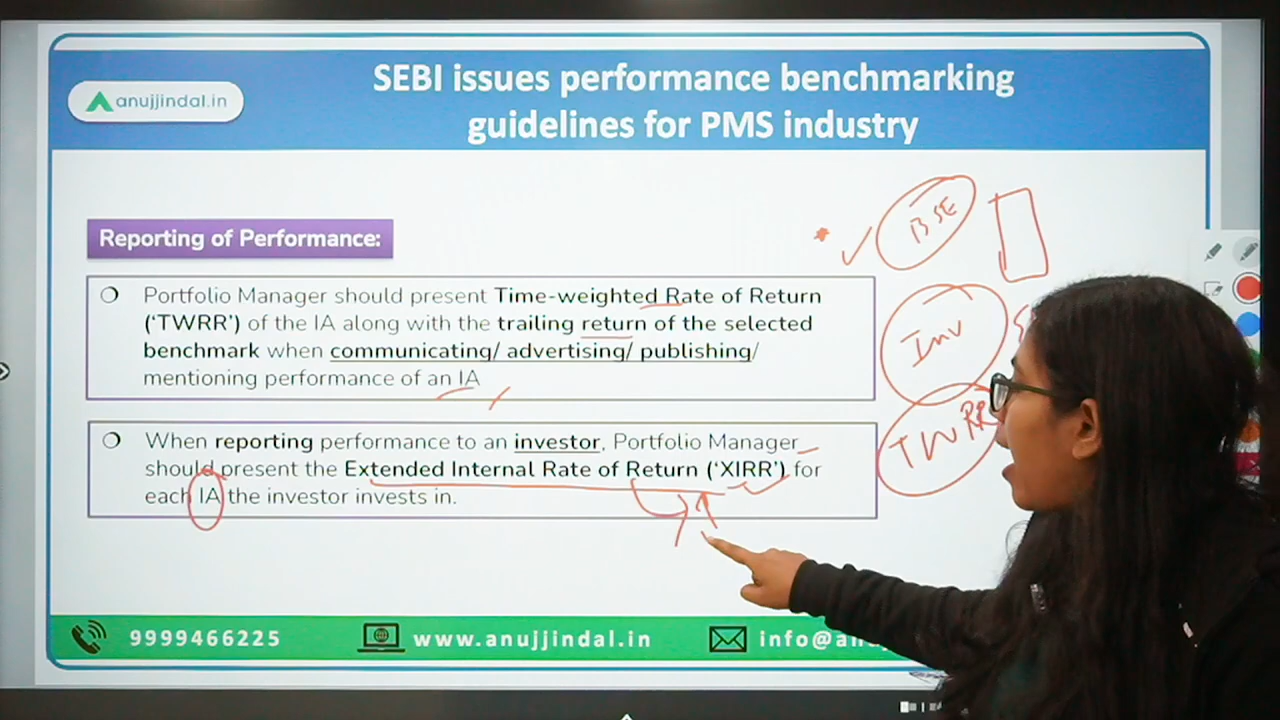 SEBI issues performance benchmarking
guidelines for PMS industry
anujjindal.in
Reporting of Performance:
Portfolio Manager should present Time-weighted Rate of Return
('TWRR') of the IA along with the trailing return of the selected
benchmark when communicating/ advertising/ publishing/
mentioning performance of an IA
When reporting performance to an investor, Portfolio Manager
should present the Extended Internal Rate of Return ('XIRR') for
each IA the investor invests in.
BSE
Inv
TWRR
9999466225
www.anujjindal.in